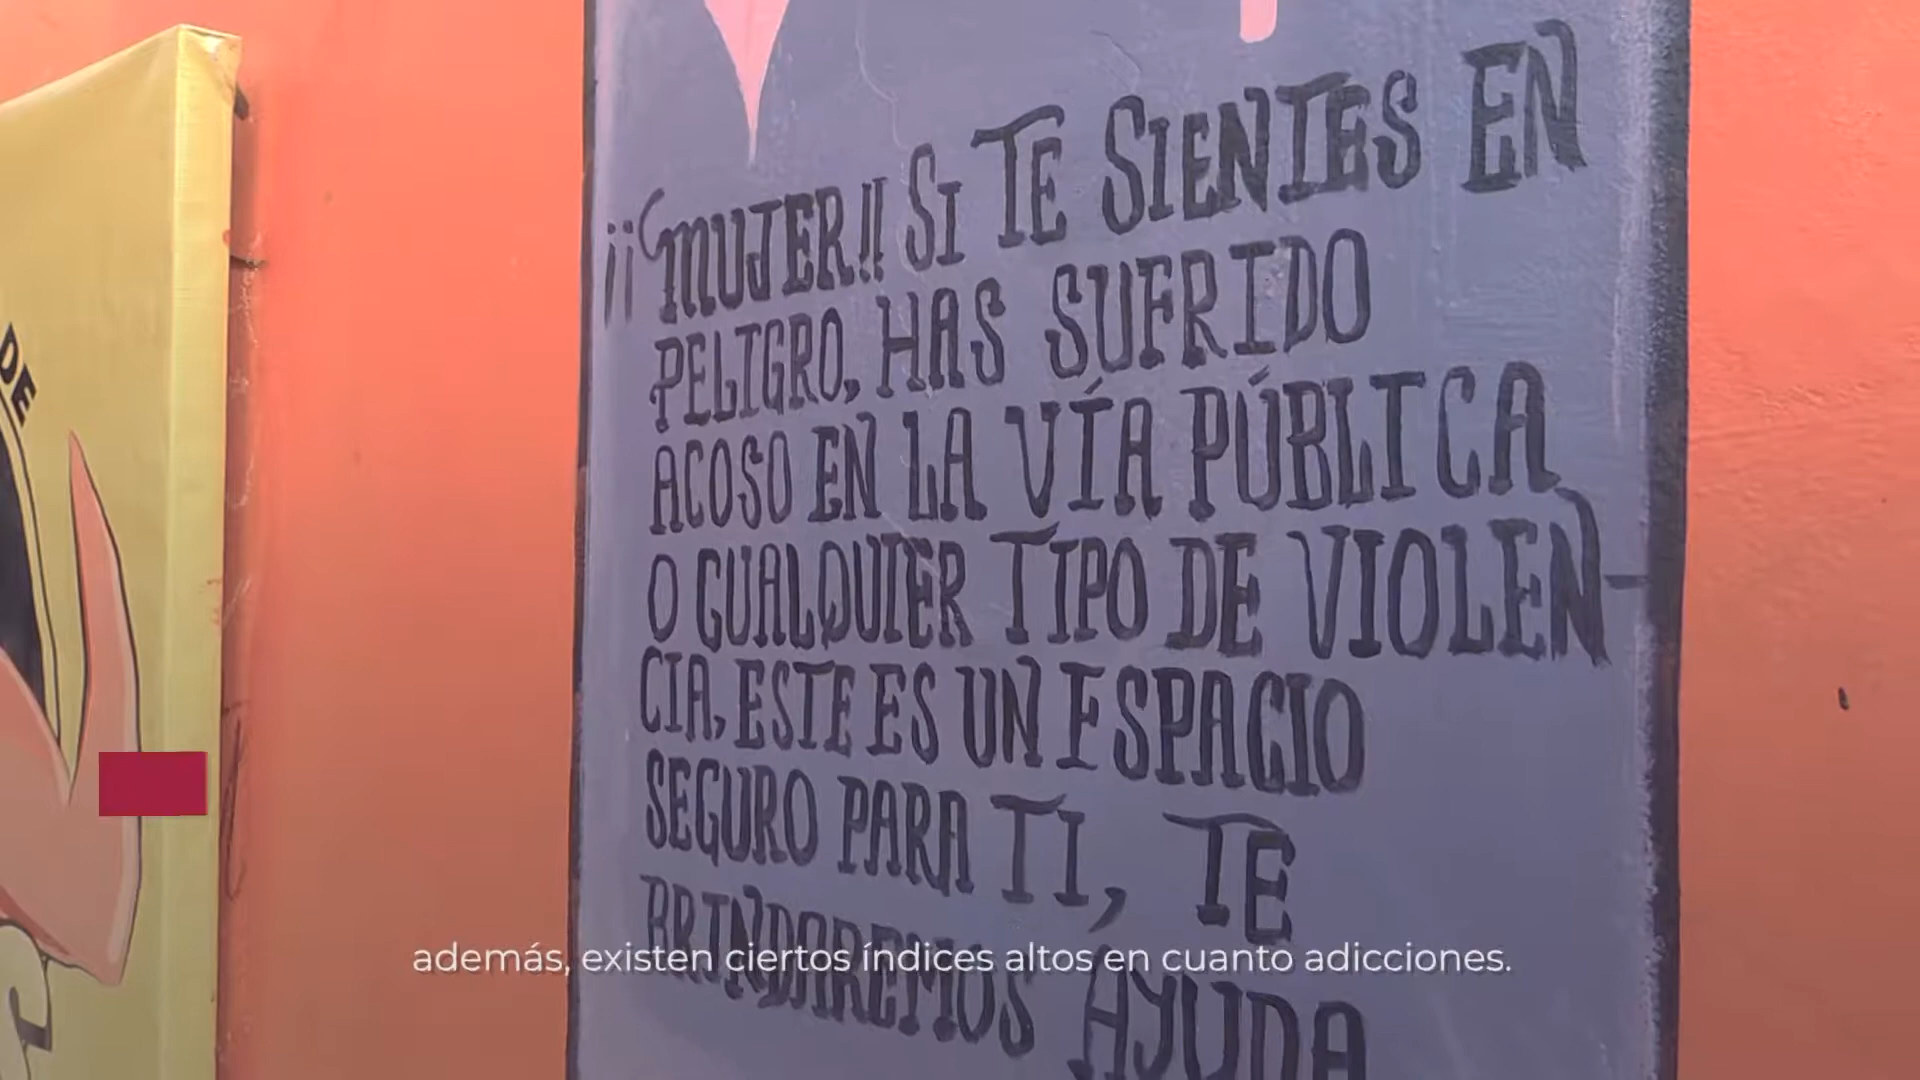 DE
¡¡MUJER!! SI TE SIENTES EN
PELIGRO, HAS SUFRIDO
ACOSO EN LA VÍA PÚBLICA
O CUALQUIER TIPO DE VIOLEN-
CIA, ESTE ES UN ESPACIO
SEGURO PARA TI, TE
BRINDAREMOS AYUDA
además, existen ciertos índices altos en cuanto adicciones.